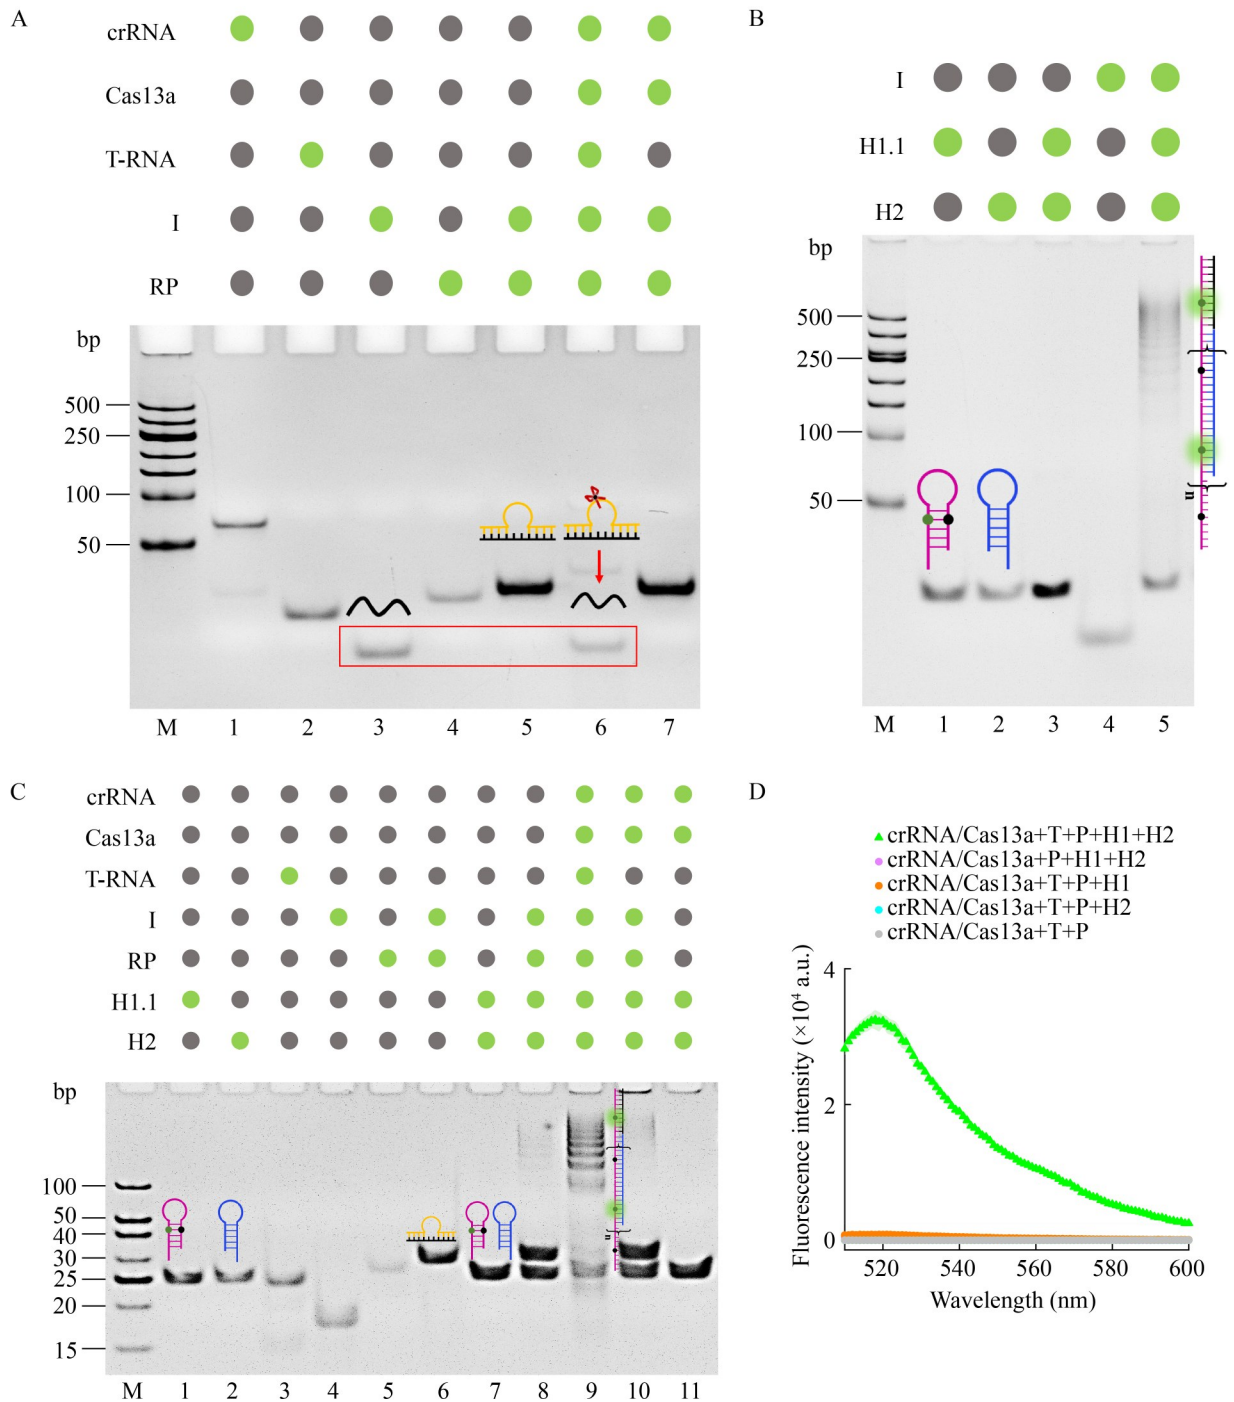 A
crRNA
Cas13a
T-RNA
I
RP
bp
500
250
100
50
M 1 2 3 4 5 6 7
B
I
H1.1
H2
bp
500
250
100
50
n
M 1 2 3 4 5
C
crRNA
Cas13a
T-RNA
I
RP
H1.1
H2
bp
100
50
40
30
25
20
15
n
M 1 2 3 4 5 6 7 8 9 10 11
D
crRNA/Cas13a+T+P+H1+H2
crRNA/Cas13a+P+H1+H2
crRNA/Cas13a+T+P+H1
crRNA/Cas13a+T+P+H2
crRNA/Cas13a+T+P
Fluorescence intensity (×10⁴ a.u.)
4
2
0
520 540 560 580 600
Wavelength (nm)